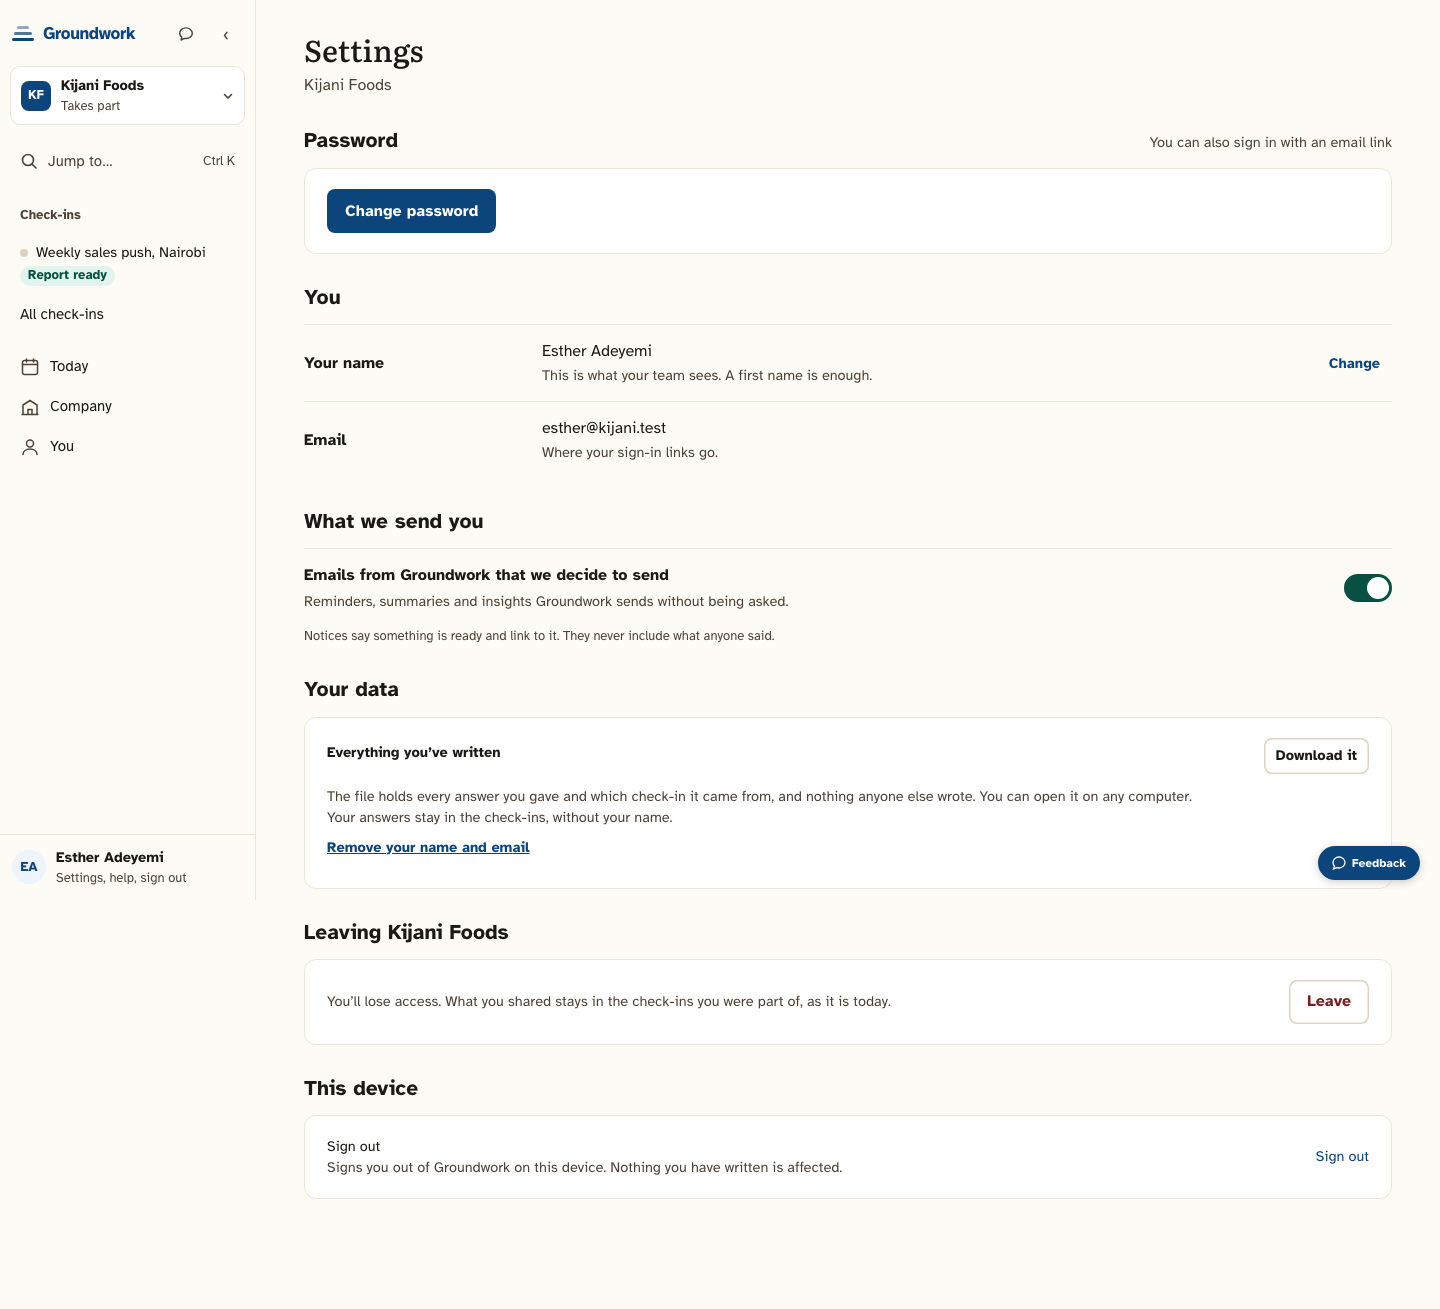 Groundwork
KF
Kijani Foods
Takes part
Jump to...
Ctrl K
Check-ins
Weekly sales push, Nairobi
Report ready
All check-ins
Today
Company
You
EA
Esther Adeyemi
Settings, help, sign out
Settings
Kijani Foods
Password
You can also sign in with an email link
Change password
You
Your name
Esther Adeyemi
This is what your team sees. A first name is enough.
Change
Email
esther@kijani.test
Where your sign-in links go.
What we send you
Emails from Groundwork that we decide to send
Reminders, summaries and insights Groundwork sends without being asked.
Notices say something is ready and link to it. They never include what anyone said.
Your data
Everything you’ve written
Download it
The file holds every answer you gave and which check-in it came from, and nothing anyone else wrote. You can open it on any computer.
Your answers stay in the check-ins, without your name.
Remove your name and email
Feedback
Leaving Kijani Foods
You’ll lose access. What you shared stays in the check-ins you were part of, as it is today.
Leave
This device
Sign out
Signs you out of Groundwork on this device. Nothing you have written is affected.
Sign out